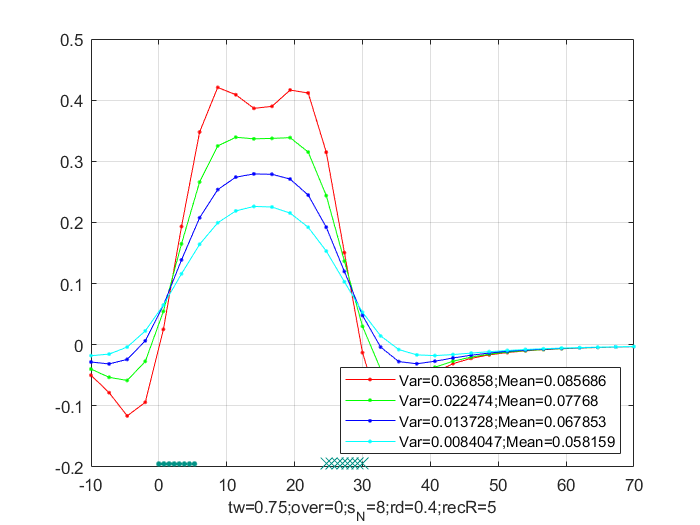 0.5
0.4
0.3
0.2
0.1
0
-0.1
-0.2
-10 0 10 20 30 40 50 60 70
Var=0.036858;Mean=0.085686
Var=0.022474;Mean=0.07768
Var=0.013728;Mean=0.067853
Var=0.0084047;Mean=0.058159
tw=0.75;over=0;s_N=8;rd=0.4;recR=5